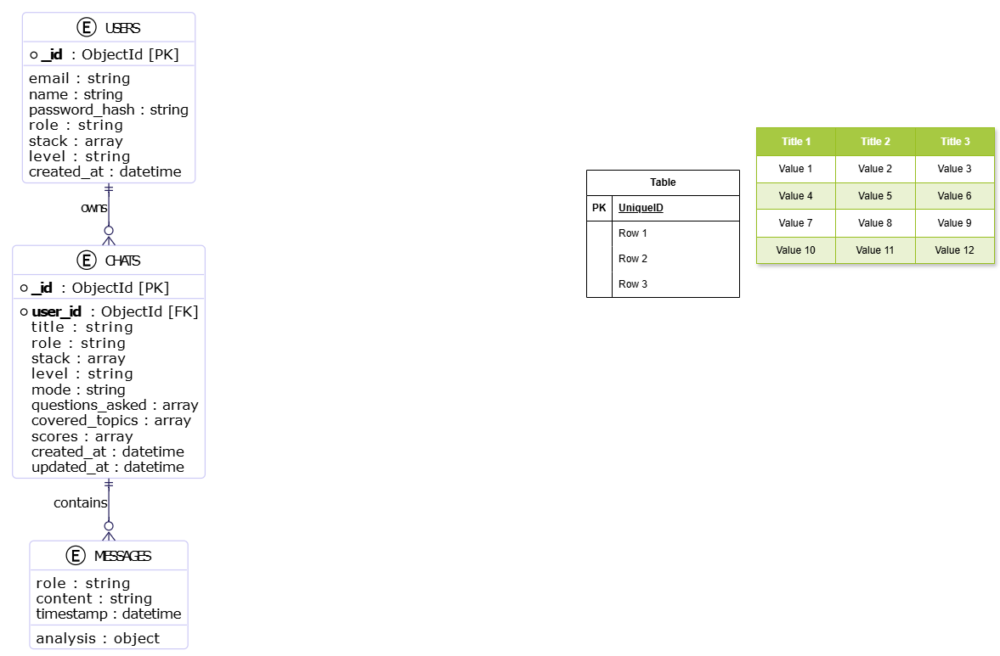 E USERS
_id : ObjectId [PK]
email : string
name : string
password_hash : string
role : string
stack : array
level : string
created_at : datetime
owns
E CHATS
_id : ObjectId [PK]
user_id : ObjectId [FK]
title : string
role : string
stack : array
level : string
mode : string
questions_asked : array
covered_topics : array
scores : array
created_at : datetime
updated_at : datetime
contains
E MESSAGES
role : string
content : string
timestamp : datetime
analysis : object
Table
PK UniqueID
Row 1
Row 2
Row 3
Title 1 Title 2 Title 3
Value 1 Value 2 Value 3
Value 4 Value 5 Value 6
Value 7 Value 8 Value 9
Value 10 Value 11 Value 12